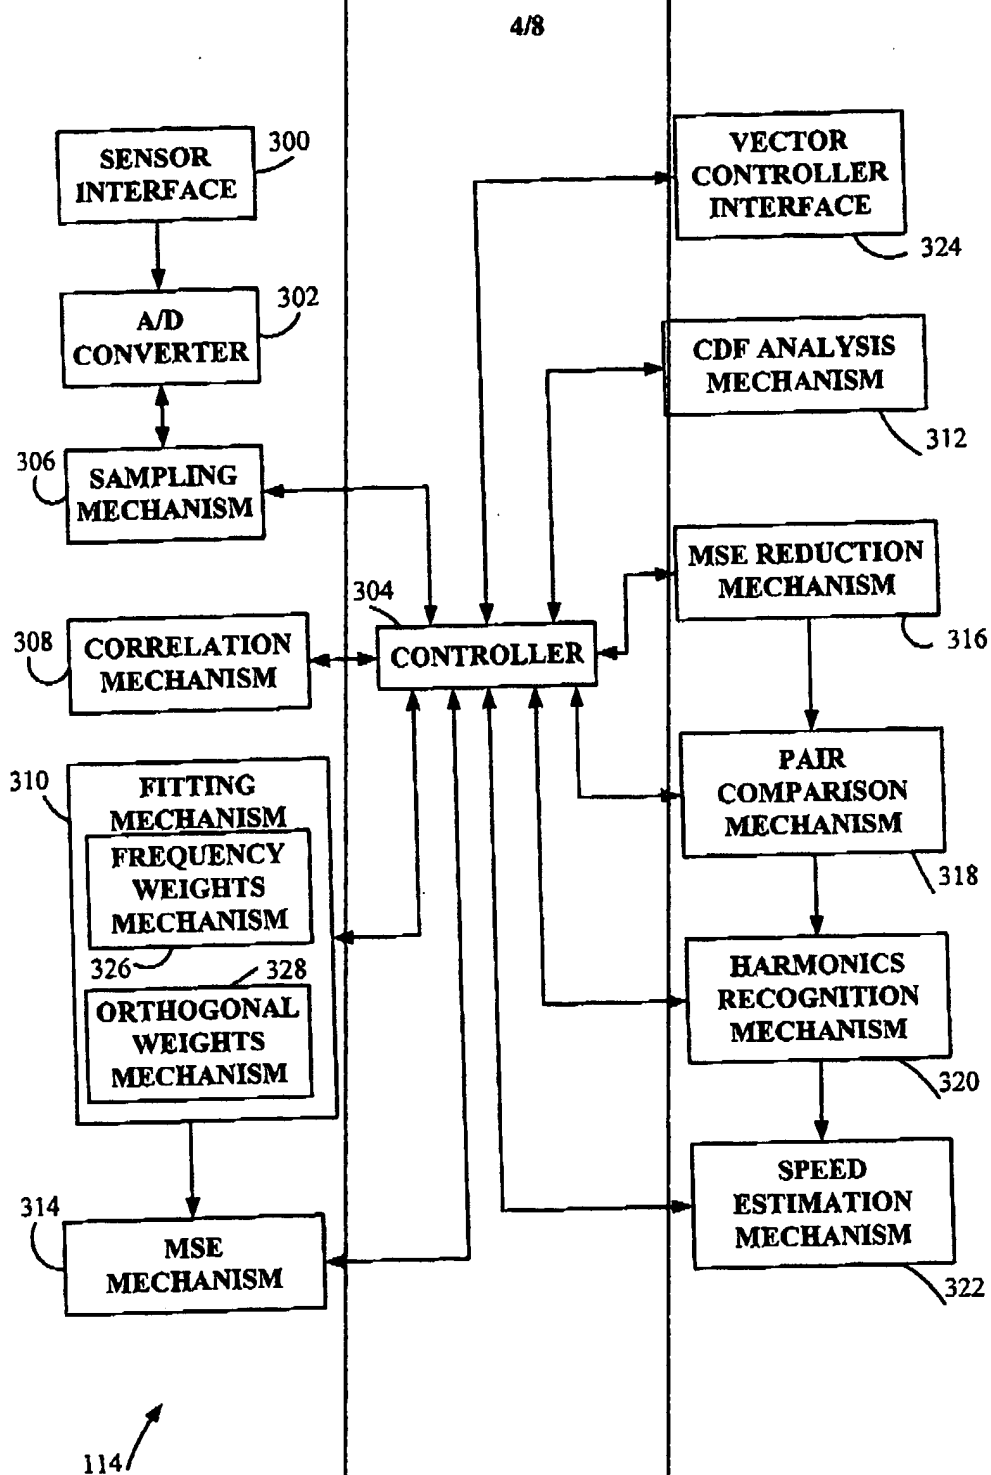 4/8
SENSOR
INTERFACE
300
A/D
CONVERTER
302
306
SAMPLING
MECHANISM
308
CORRELATION
MECHANISM
310
FITTING
MECHANISM
FREQUENCY
WEIGHTS
MECHANISM
326
328
ORTHOGONAL
WEIGHTS
MECHANISM
314
MSE
MECHANISM
114
304
CONTROLLER
VECTOR
CONTROLLER
INTERFACE
324
CDF ANALYSIS
MECHANISM
312
MSE REDUCTION
MECHANISM
316
PAIR
COMPARISON
MECHANISM
318
HARMONICS
RECOGNITION
MECHANISM
320
SPEED
ESTIMATION
MECHANISM
322